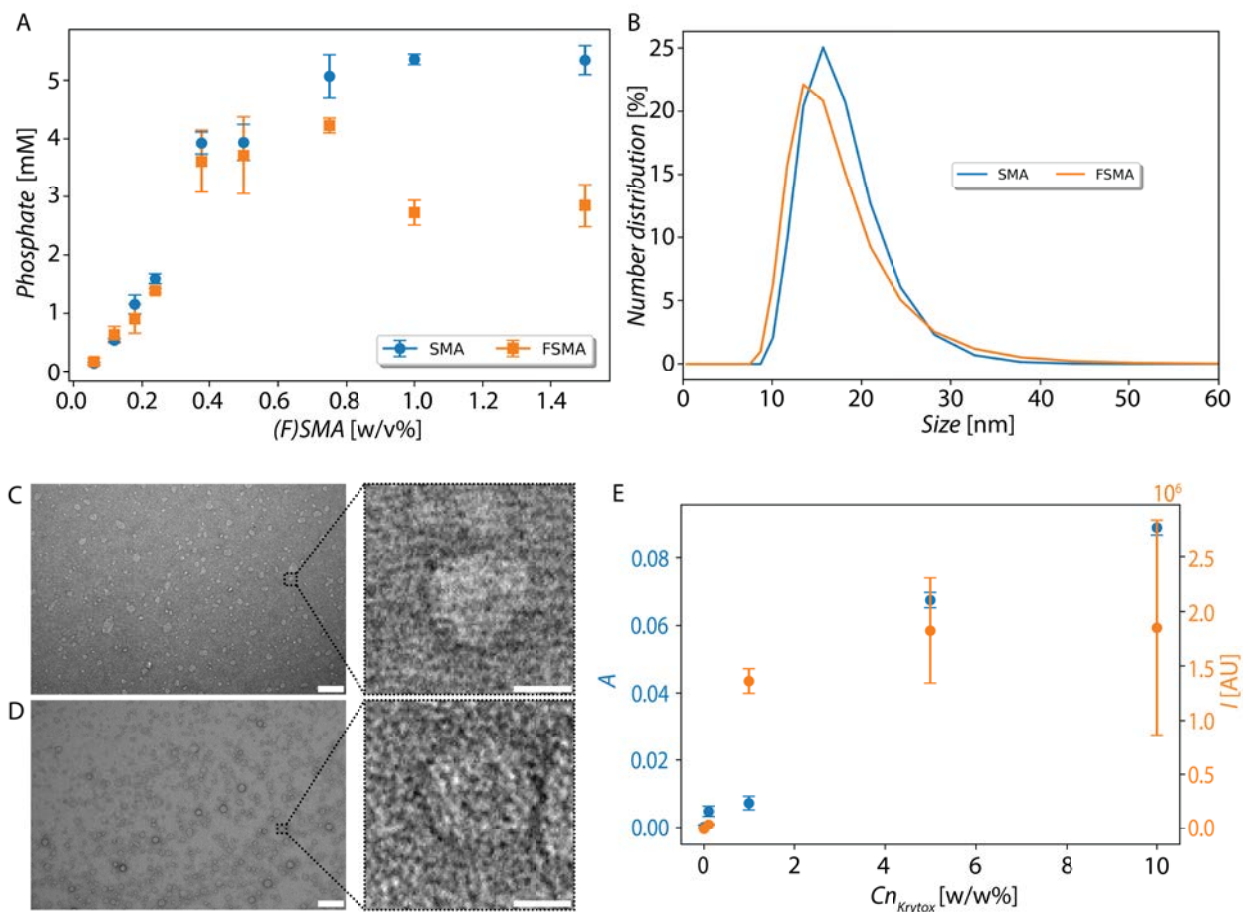 A
Phosphate [mM]
5
4
3
2
1
0
0.0 0.2 0.4 0.6 0.8 1.0 1.2 1.4
(F)SMA [w/v%]
SMA FSMA
B
Number distribution [%]
25
20
15
10
5
0
0 10 20 30 40 50 60
Size [nm]
SMA FSMA
C
D
E
A
0.08
0.06
0.04
0.02
0.00
0 2 4 6 8 10
Cn Krytox [w/w%]
10⁶
2.5
2.0
1.5
1.0
0.5
0.0
I [AU]